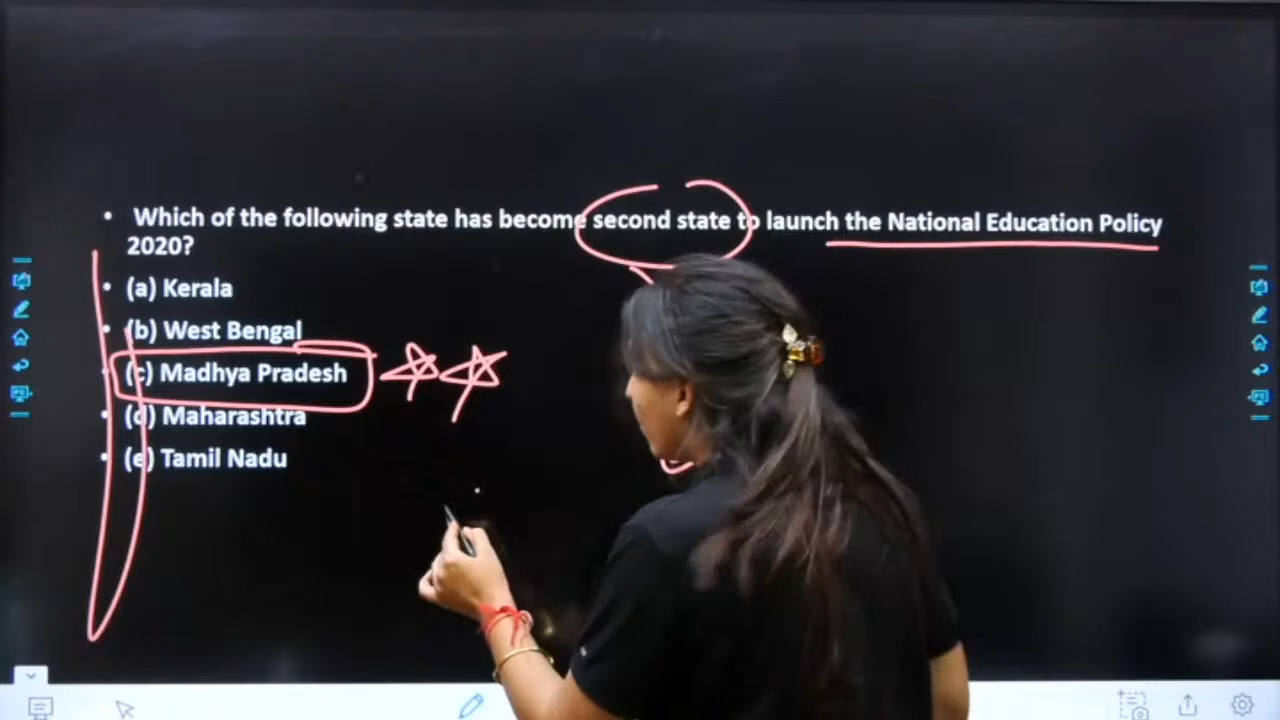 • Which of the following state has become second state to launch the National Education Policy
2020?
• (a) Kerala
• (b) West Bengal
• (c) Madhya Pradesh
• (d) Maharashtra
• (e) Tamil Nadu